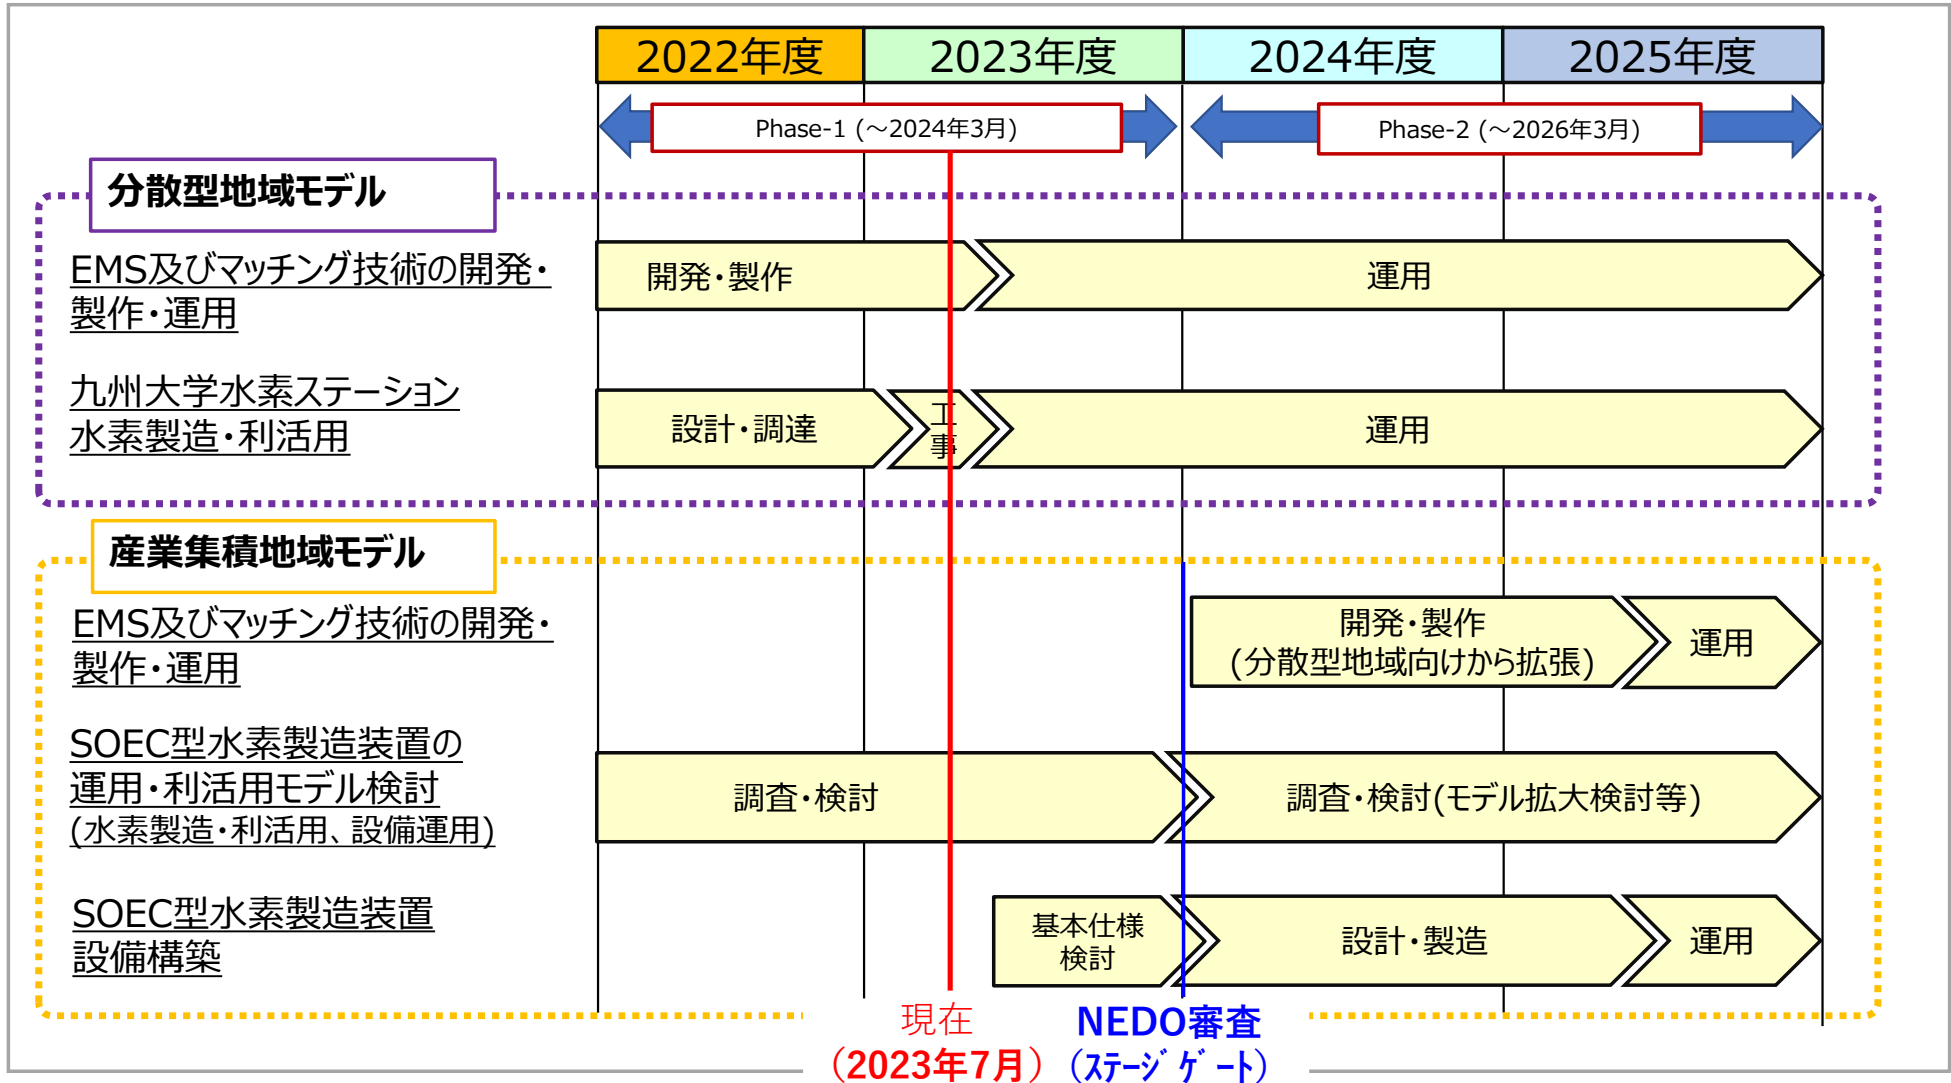 2022年度
2023年度
2024年度
2025年度
Phase-1 (～2024年3月)
Phase-2 (～2026年3月)
分散型地域モデル
EMS及びマッチング技術の開発・
製作・運用
開発・製作
運用
九州大学水素ステーション
水素製造・利活用
設計・調達
工
事
運用
産業集積地域モデル
EMS及びマッチング技術の開発・
製作・運用
開発・製作
(分散型地域向けから拡張)
運用
SOEC型水素製造装置の
運用・利活用モデル検討
(水素製造・利活用、設備運用)
調査・検討
調査・検討(モデル拡大検討等)
SOEC型水素製造装置
設備構築
基本仕様
検討
設計・製造
運用
現在
（2023年7月）
NEDO審査
（ｽﾃｰｼﾞｹﾞｰﾄ）